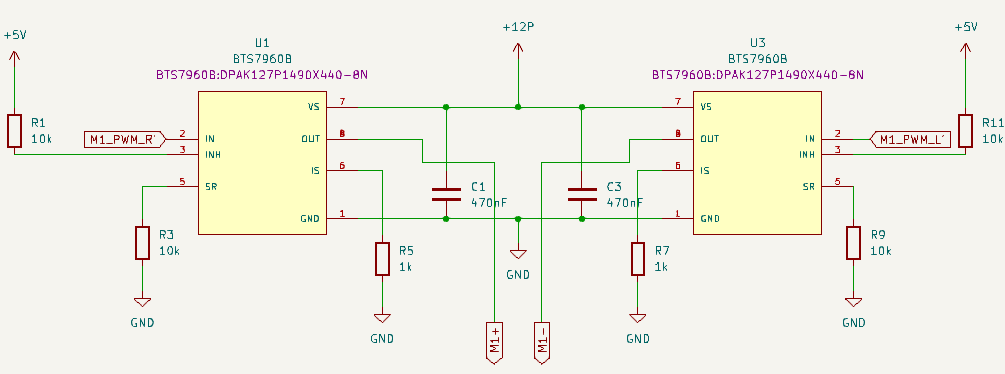 +5V
U1
BTS7960B
BTS7960B:DPAK127P1490X440-8N
+12P
U3
BTS7960B
BTS7960B:DPAK127P1490X440-8N
+5V
R1
10k
M1_PWM_R
2
IN
3
INH
5
SR
VS
7
OUT
8
IS
6
GND
1
C1
470nF
C3
470nF
7
VS
8
OUT
6
IS
1
GND
IN
2
INH
3
SR
5
M1_PWM_L
R11
10k
R3
10k
R5
1k
GND
R7
1k
R9
10k
GND
GND
M1+
M1-
GND
GND